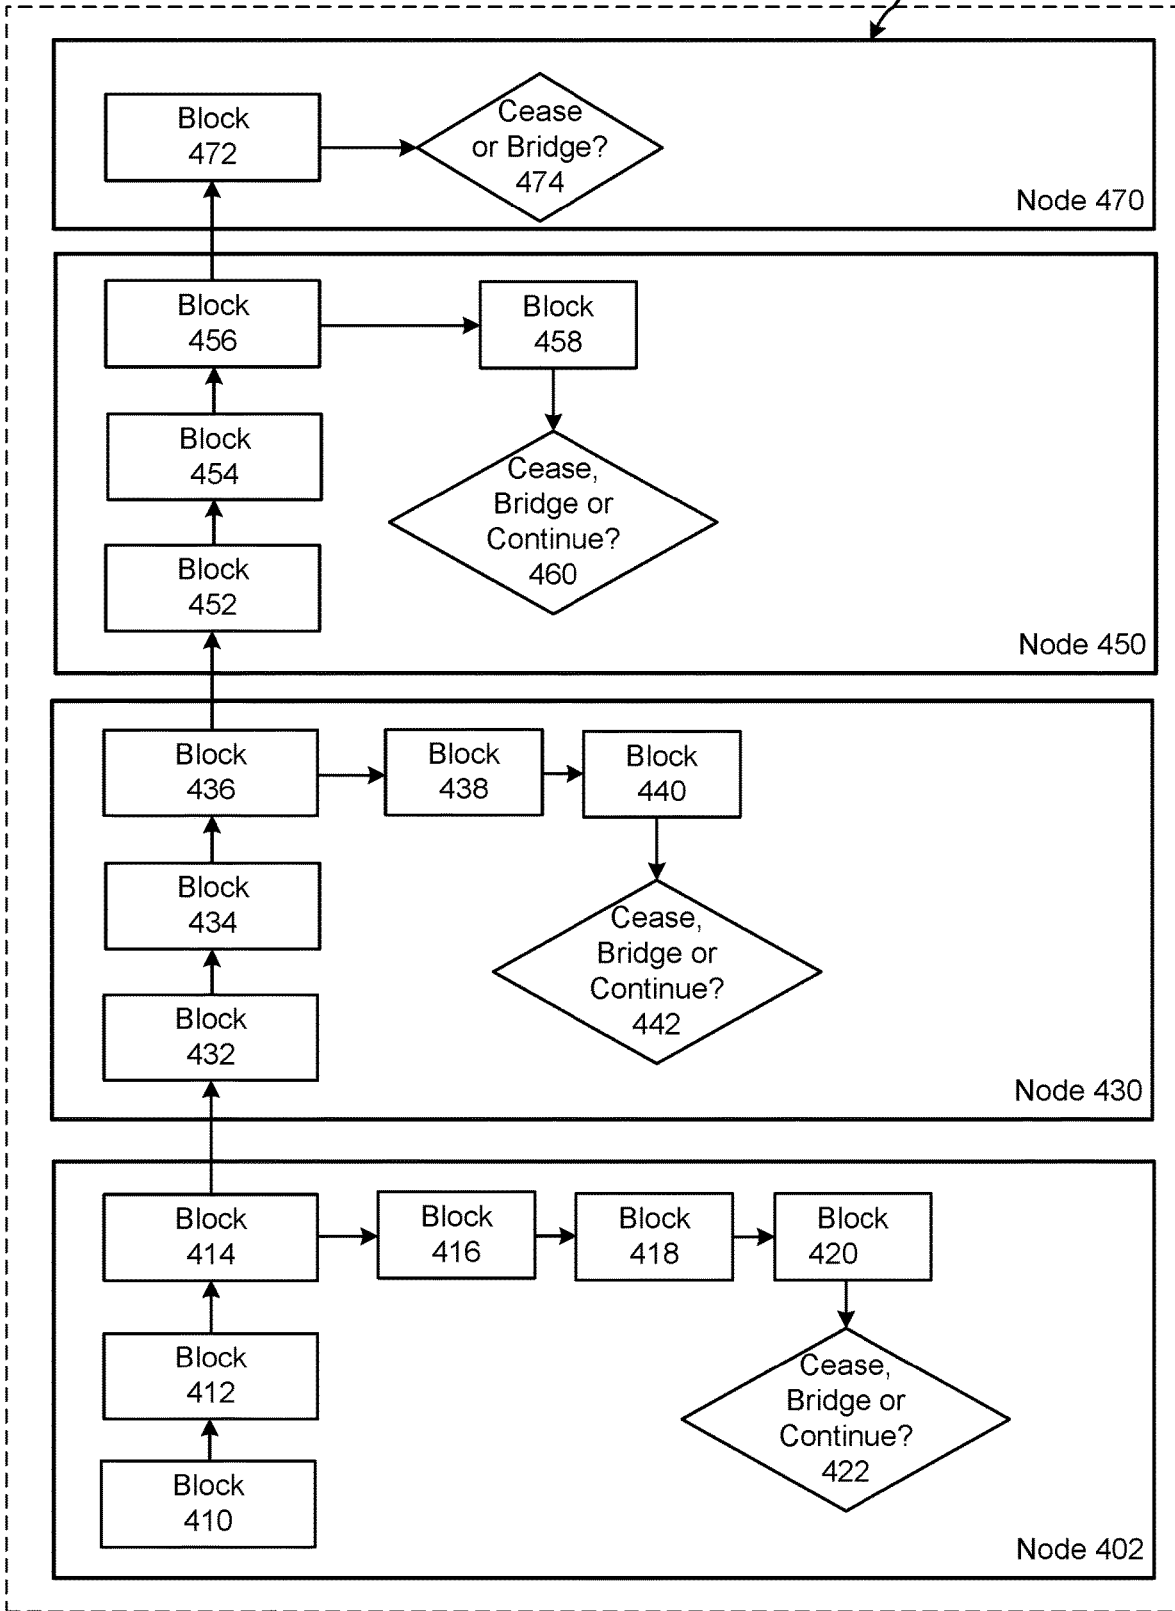 Block
472
Cease
or Bridge?
474
Node 470
Block
456
Block
458
Block
454
Cease,
Bridge or
Continue?
460
Block
452
Node 450
Block
436
Block
438
Block
440
Block
434
Cease,
Bridge or
Continue?
442
Block
432
Node 430
Block
414
Block
416
Block
418
Block
420
Block
412
Cease,
Bridge or
Continue?
422
Block
410
Node 402